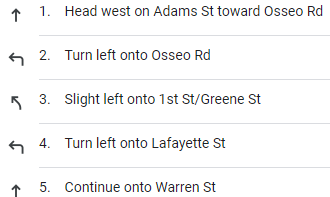 1. Head west on Adams St toward Osseo Rd
2. Turn left onto Osseo Rd
3. Slight left onto 1st St/Greene St
4. Turn left onto Lafayette St
5. Continue onto Warren St